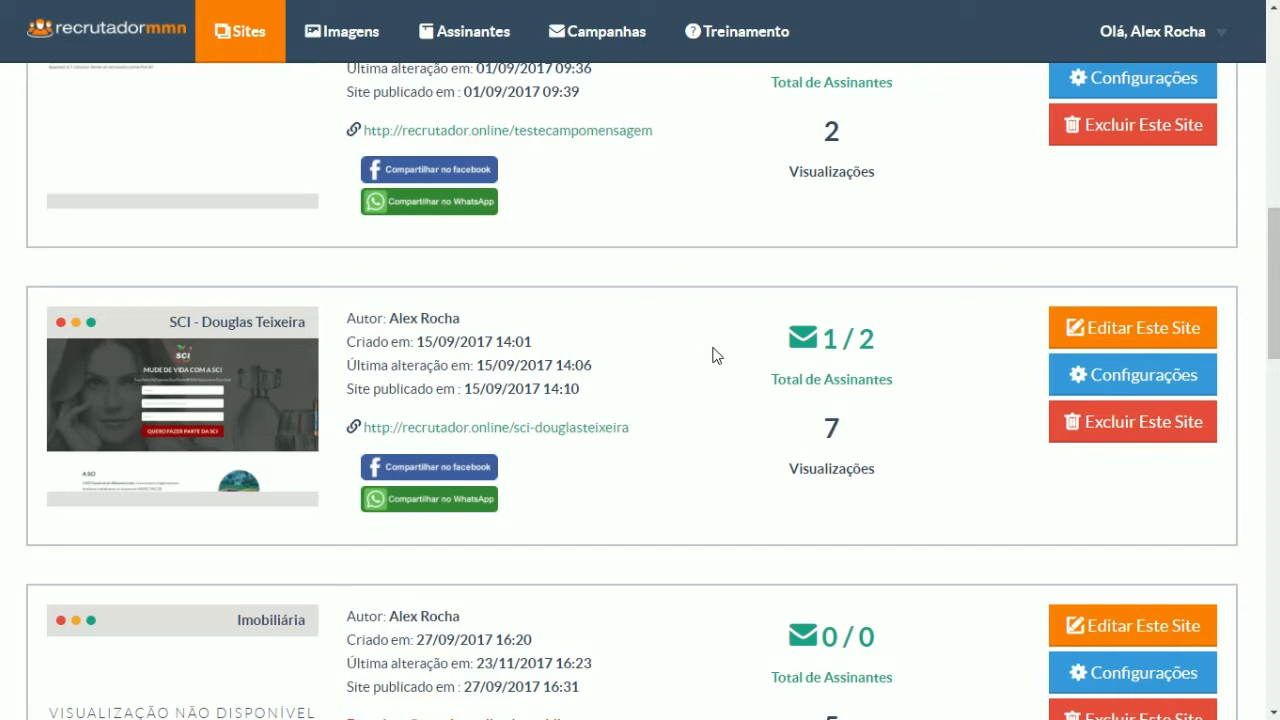 recrutadormmn
Sites
Imagens
Assinantes
Campanhas
Treinamento
Olá, Alex Rocha
Última alteração em: 01/09/2017 09:36
Site publicado em : 01/09/2017 09:39
http://recrutador.online/testecampomensagem
Compartilhar no facebook
Compartilhar no WhatsApp
Total de Assinantes
2
Visualizações
Configurações
Excluir Este Site
SCI - Douglas Teixeira
SCI
MUDE DE VIDA COM A SCI
QUERO FAZER PARTE DA SCI
A SCI
Autor: Alex Rocha
Criado em: 15/09/2017 14:01
Última alteração em: 15/09/2017 14:06
Site publicado em : 15/09/2017 14:10
http://recrutador.online/sci-douglasteixeira
Compartilhar no facebook
Compartilhar no WhatsApp
1 / 2
Total de Assinantes
7
Visualizações
Editar Este Site
Configurações
Excluir Este Site
Imobiliária
VISUALIZAÇÃO NÃO DISPONÍVEL
Autor: Alex Rocha
Criado em: 27/09/2017 16:20
Última alteração em: 23/11/2017 16:23
Site publicado em : 27/09/2017 16:31
0 / 0
Total de Assinantes
Editar Este Site
Configurações
Excluir Este Site